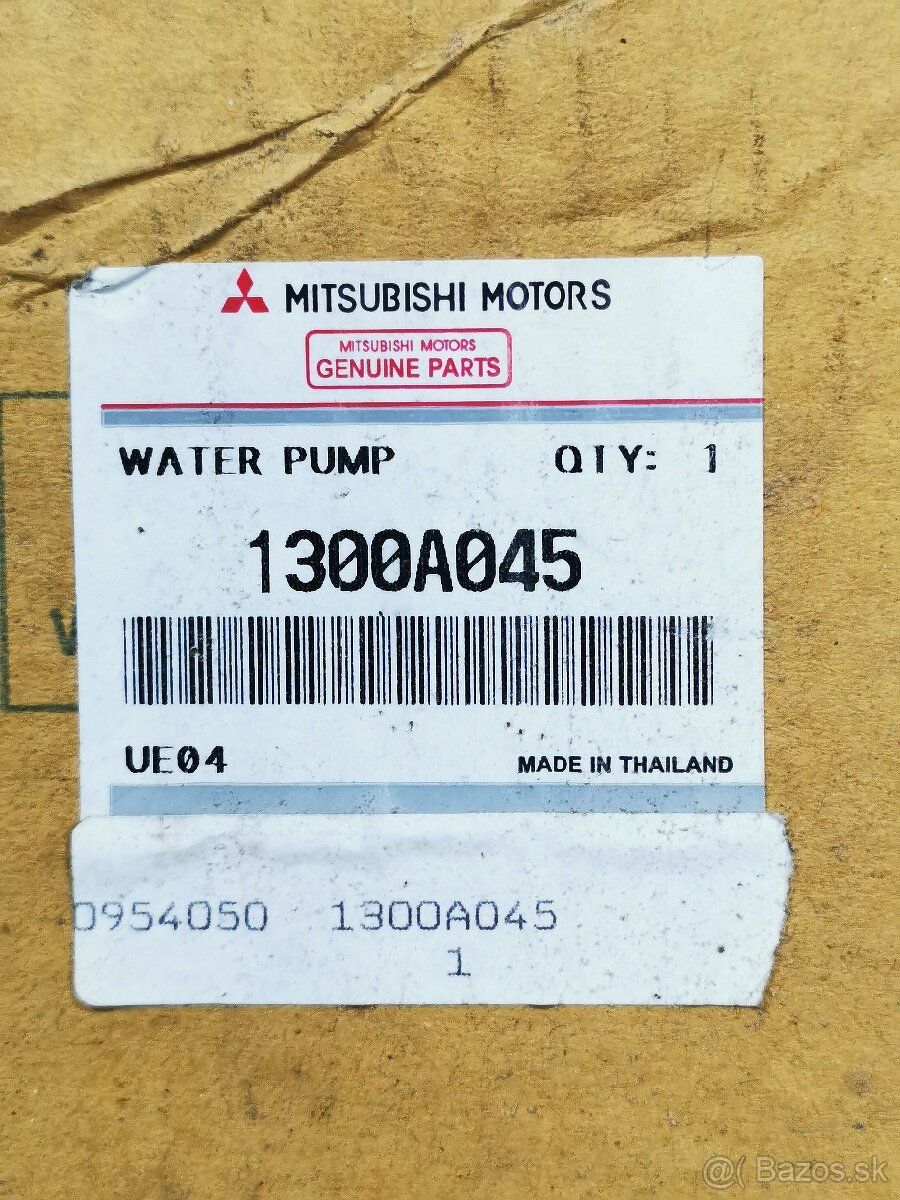 MITSUBISHI MOTORS
MITSUBISHI MOTORS
GENUINE PARTS
WATER PUMP QTY: 1
1300A045
UE04 MADE IN THAILAND
0954050 1300A045
1
@( Bazos.sk